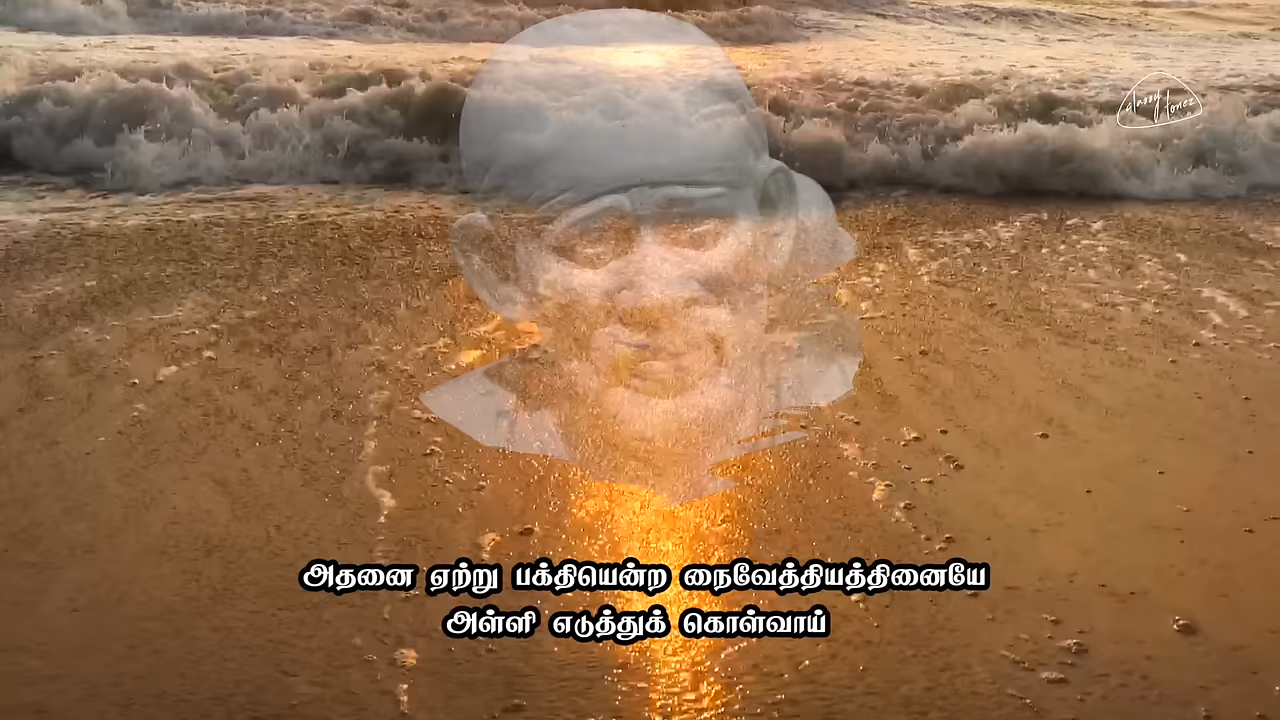 அதனை ஏற்று பக்தியென்ற நைவேத்தியத்தினையே
அள்ளி எடுத்துக் கொள்வாய்